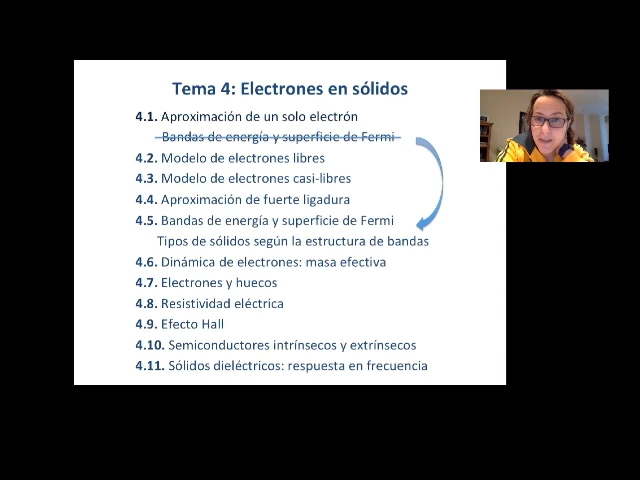 Tema 4: Electrones en sólidos
4.1. Aproximación de un solo electrón
Bandas de energía y superficie de Fermi
4.2. Modelo de electrones libres
4.3. Modelo de electrones casi-libres
4.4. Aproximación de fuerte ligadura
4.5. Bandas de energía y superficie de Fermi
Tipos de sólidos según la estructura de bandas
4.6. Dinámica de electrones: masa efectiva
4.7. Electrones y huecos
4.8. Resistividad eléctrica
4.9. Efecto Hall
4.10. Semiconductores intrínsecos y extrínsecos
4.11. Sólidos dieléctricos: respuesta en frecuencia